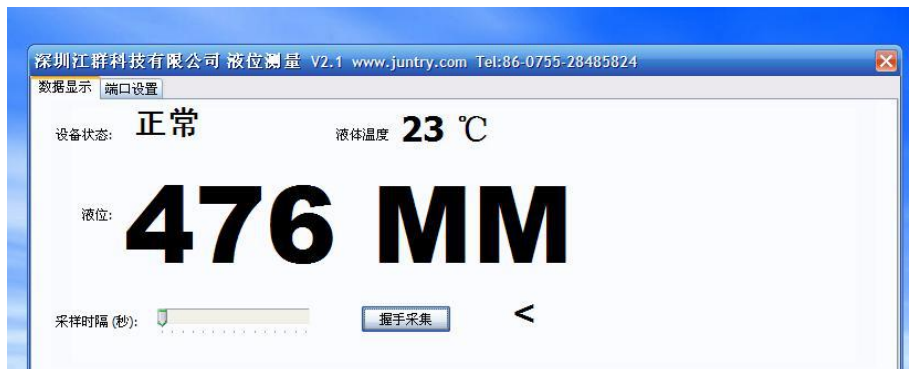 深圳江群科技有限公司 液位测量 V2.1 www.juntry.com Tel:86-0755-28485824
数据显示 端口设置
设备状态: 正常 液体温度 23 ℃
液位: 476 MM
采样时隔 (秒): 握手采集 <